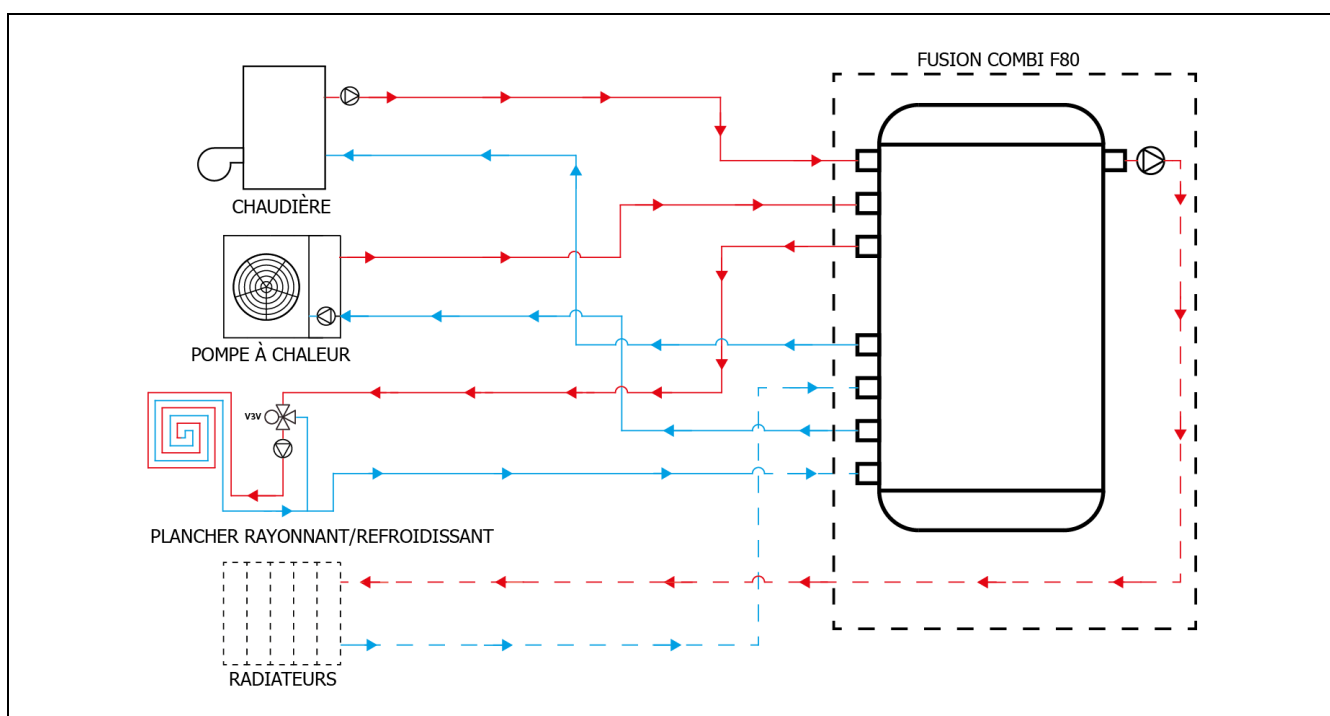 FUSION COMBI F80
CHAUDIÈRE
POMPE À CHALEUR
V3V
PLANCHER RAYONNANT/REFROIDISSANT
RADIATEURS